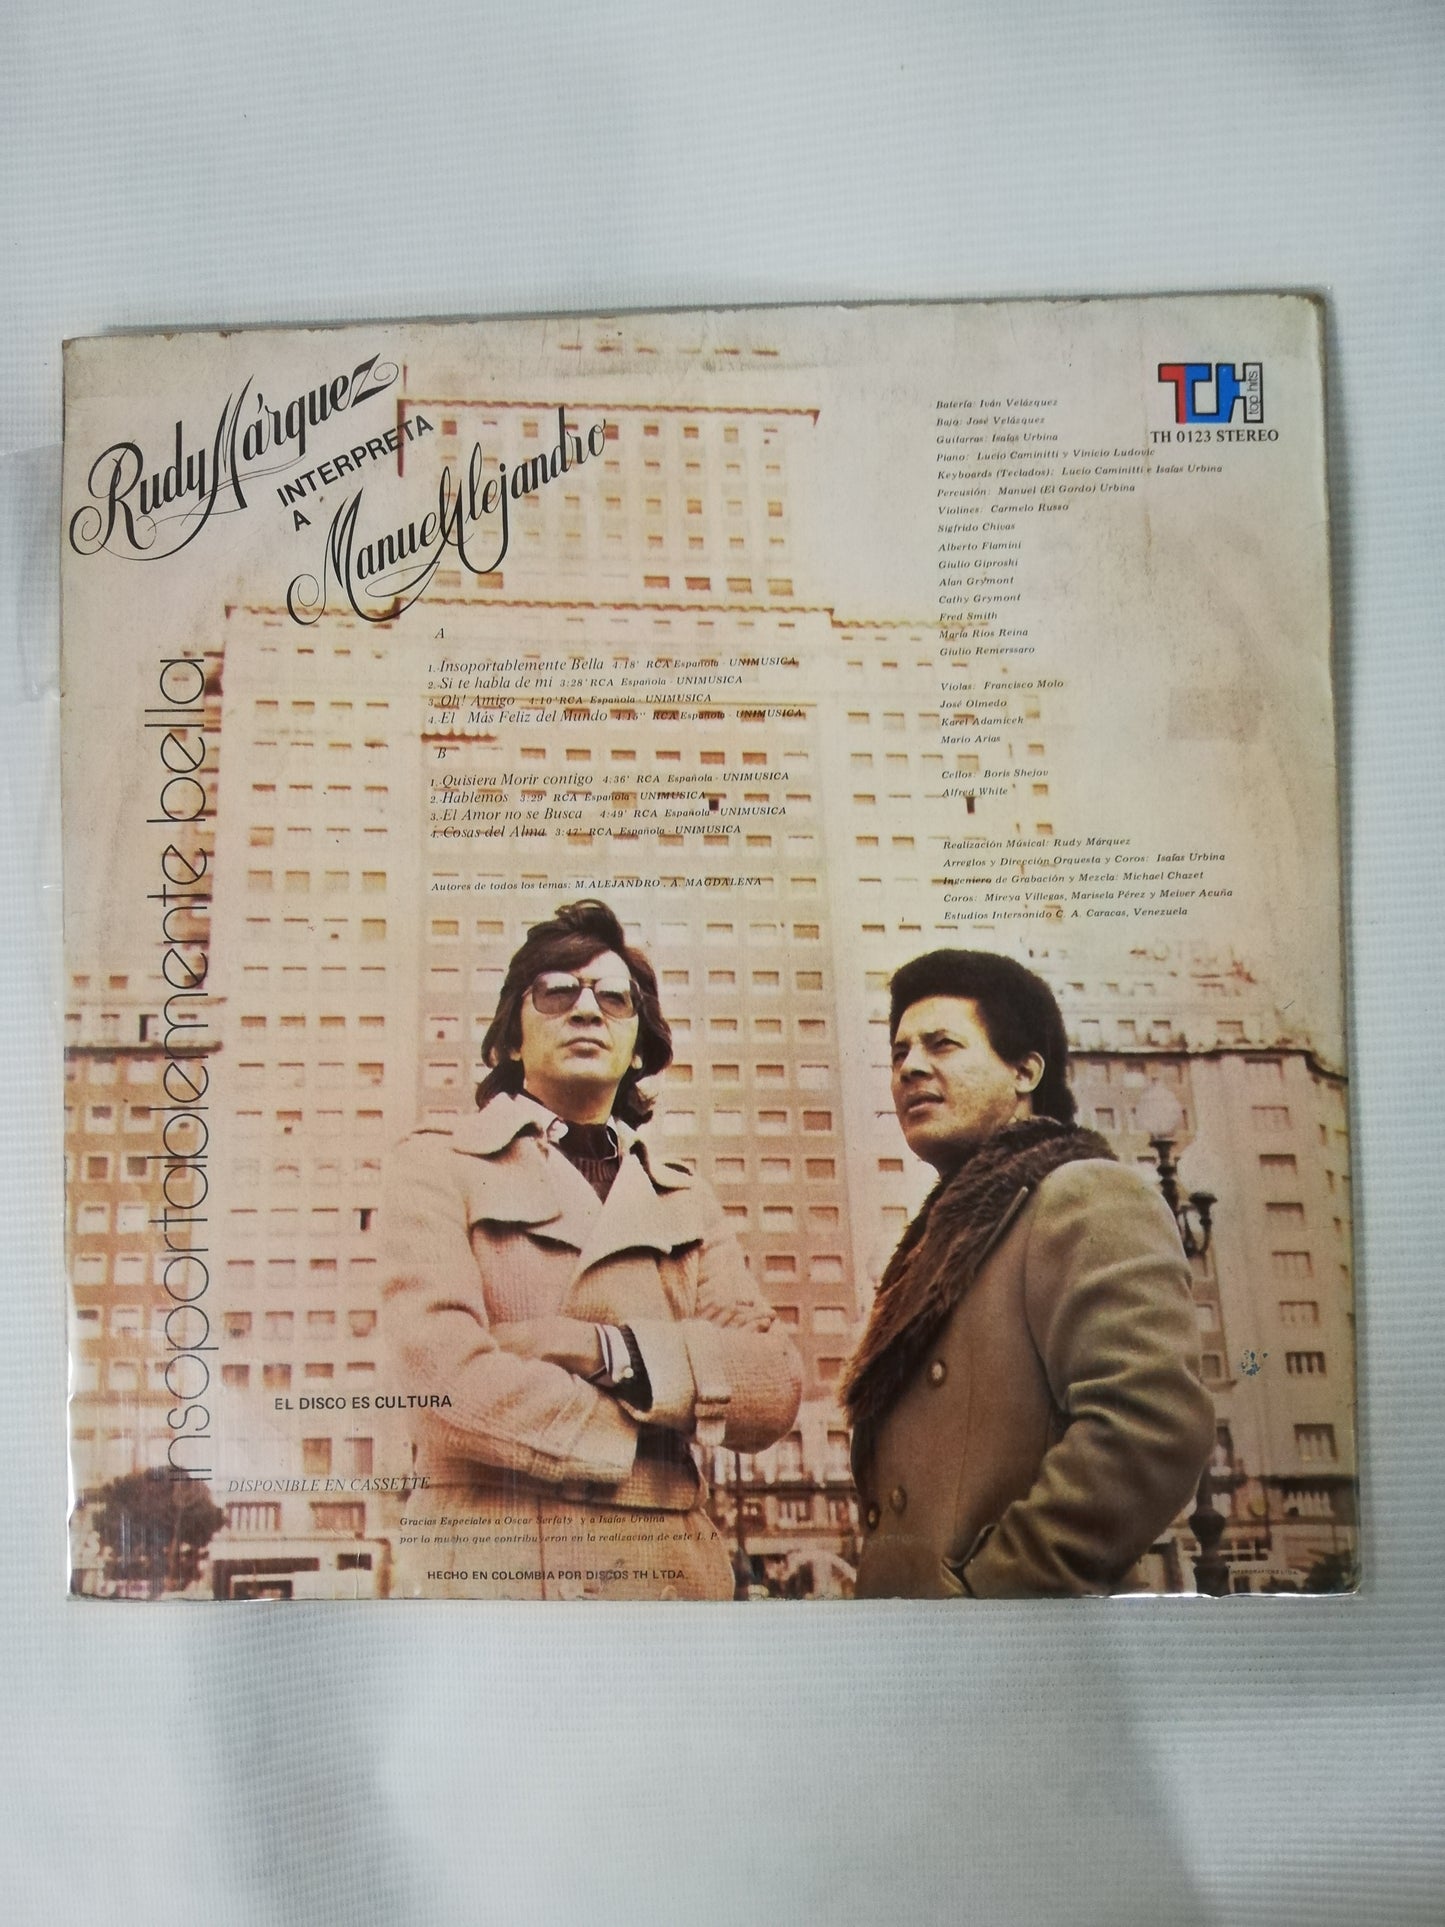 Rudy Márquez
INTERPRETA
A
Manuel Alejandro
insoportablemente bella
TH top hits
TH 0123 STEREO
A
1. Insoportablemente Bella 4:18' RCA Española - UNIMUSICA
2. Si te habla de mi 3:28' RCA Española - UNIMUSICA
3. Oh! Amigo 4:10' RCA Española - UNIMUSICA
4. El Más Feliz del Mundo 4:16'' RCA Española - UNIMUSICA
B
1. Quisiera Morir contigo 4:36' RCA Española - UNIMUSICA
2. Hablemos 3:29' RCA Española - UNIMUSICA
3. El Amor no se Busca 4:49' RCA Española - UNIMUSICA
4. Cosas del Alma 3:47' RCA Española - UNIMUSICA
Autores de todos los temas: M. ALEJANDRO . A. MAGDALENA
Batería: Iván Velázquez
Bajo: José Velázquez
Guitarras: Isaías Urbina
Piano: Lucio Caminitti y Vinicio Ludovic
Keyboards (Teclados): Lucio Caminitti e Isaías Urbina
Percusión: Manuel (El Gordo) Urbina
Violines: Carmelo Russo
Sigfrido Chivas
Alberto Flamini
Giulio Giproshi
Alan Grymont
Cathy Grymont
Fred Smith
María Rios Reina
Giulio Remerssaro
Violas: Francisco Molo
José Olmedo
Karel Adamicek
Mario Arias
Cellos: Boris Shejov
Alfred White
Realización Músical: Rudy Márquez
Arreglos y Dirección Orquesta y Coros: Isaías Urbina
Ingeniero de Grabación y Mezcla: Michael Chazet
Coros: Mireya Villegas, Marisela Pérez y Meiver Acuña
Estudios Intersonido C. A. Caracas, Venezuela
EL DISCO ES CULTURA
DISPONIBLE EN CASSETTE
Gracias Especiales a Oscar Serfaty y a Isaías Urbina
por lo mucho que contribuyeron en la realización de este L. P.
HECHO EN COLOMBIA POR DISCOS TH LTDA.